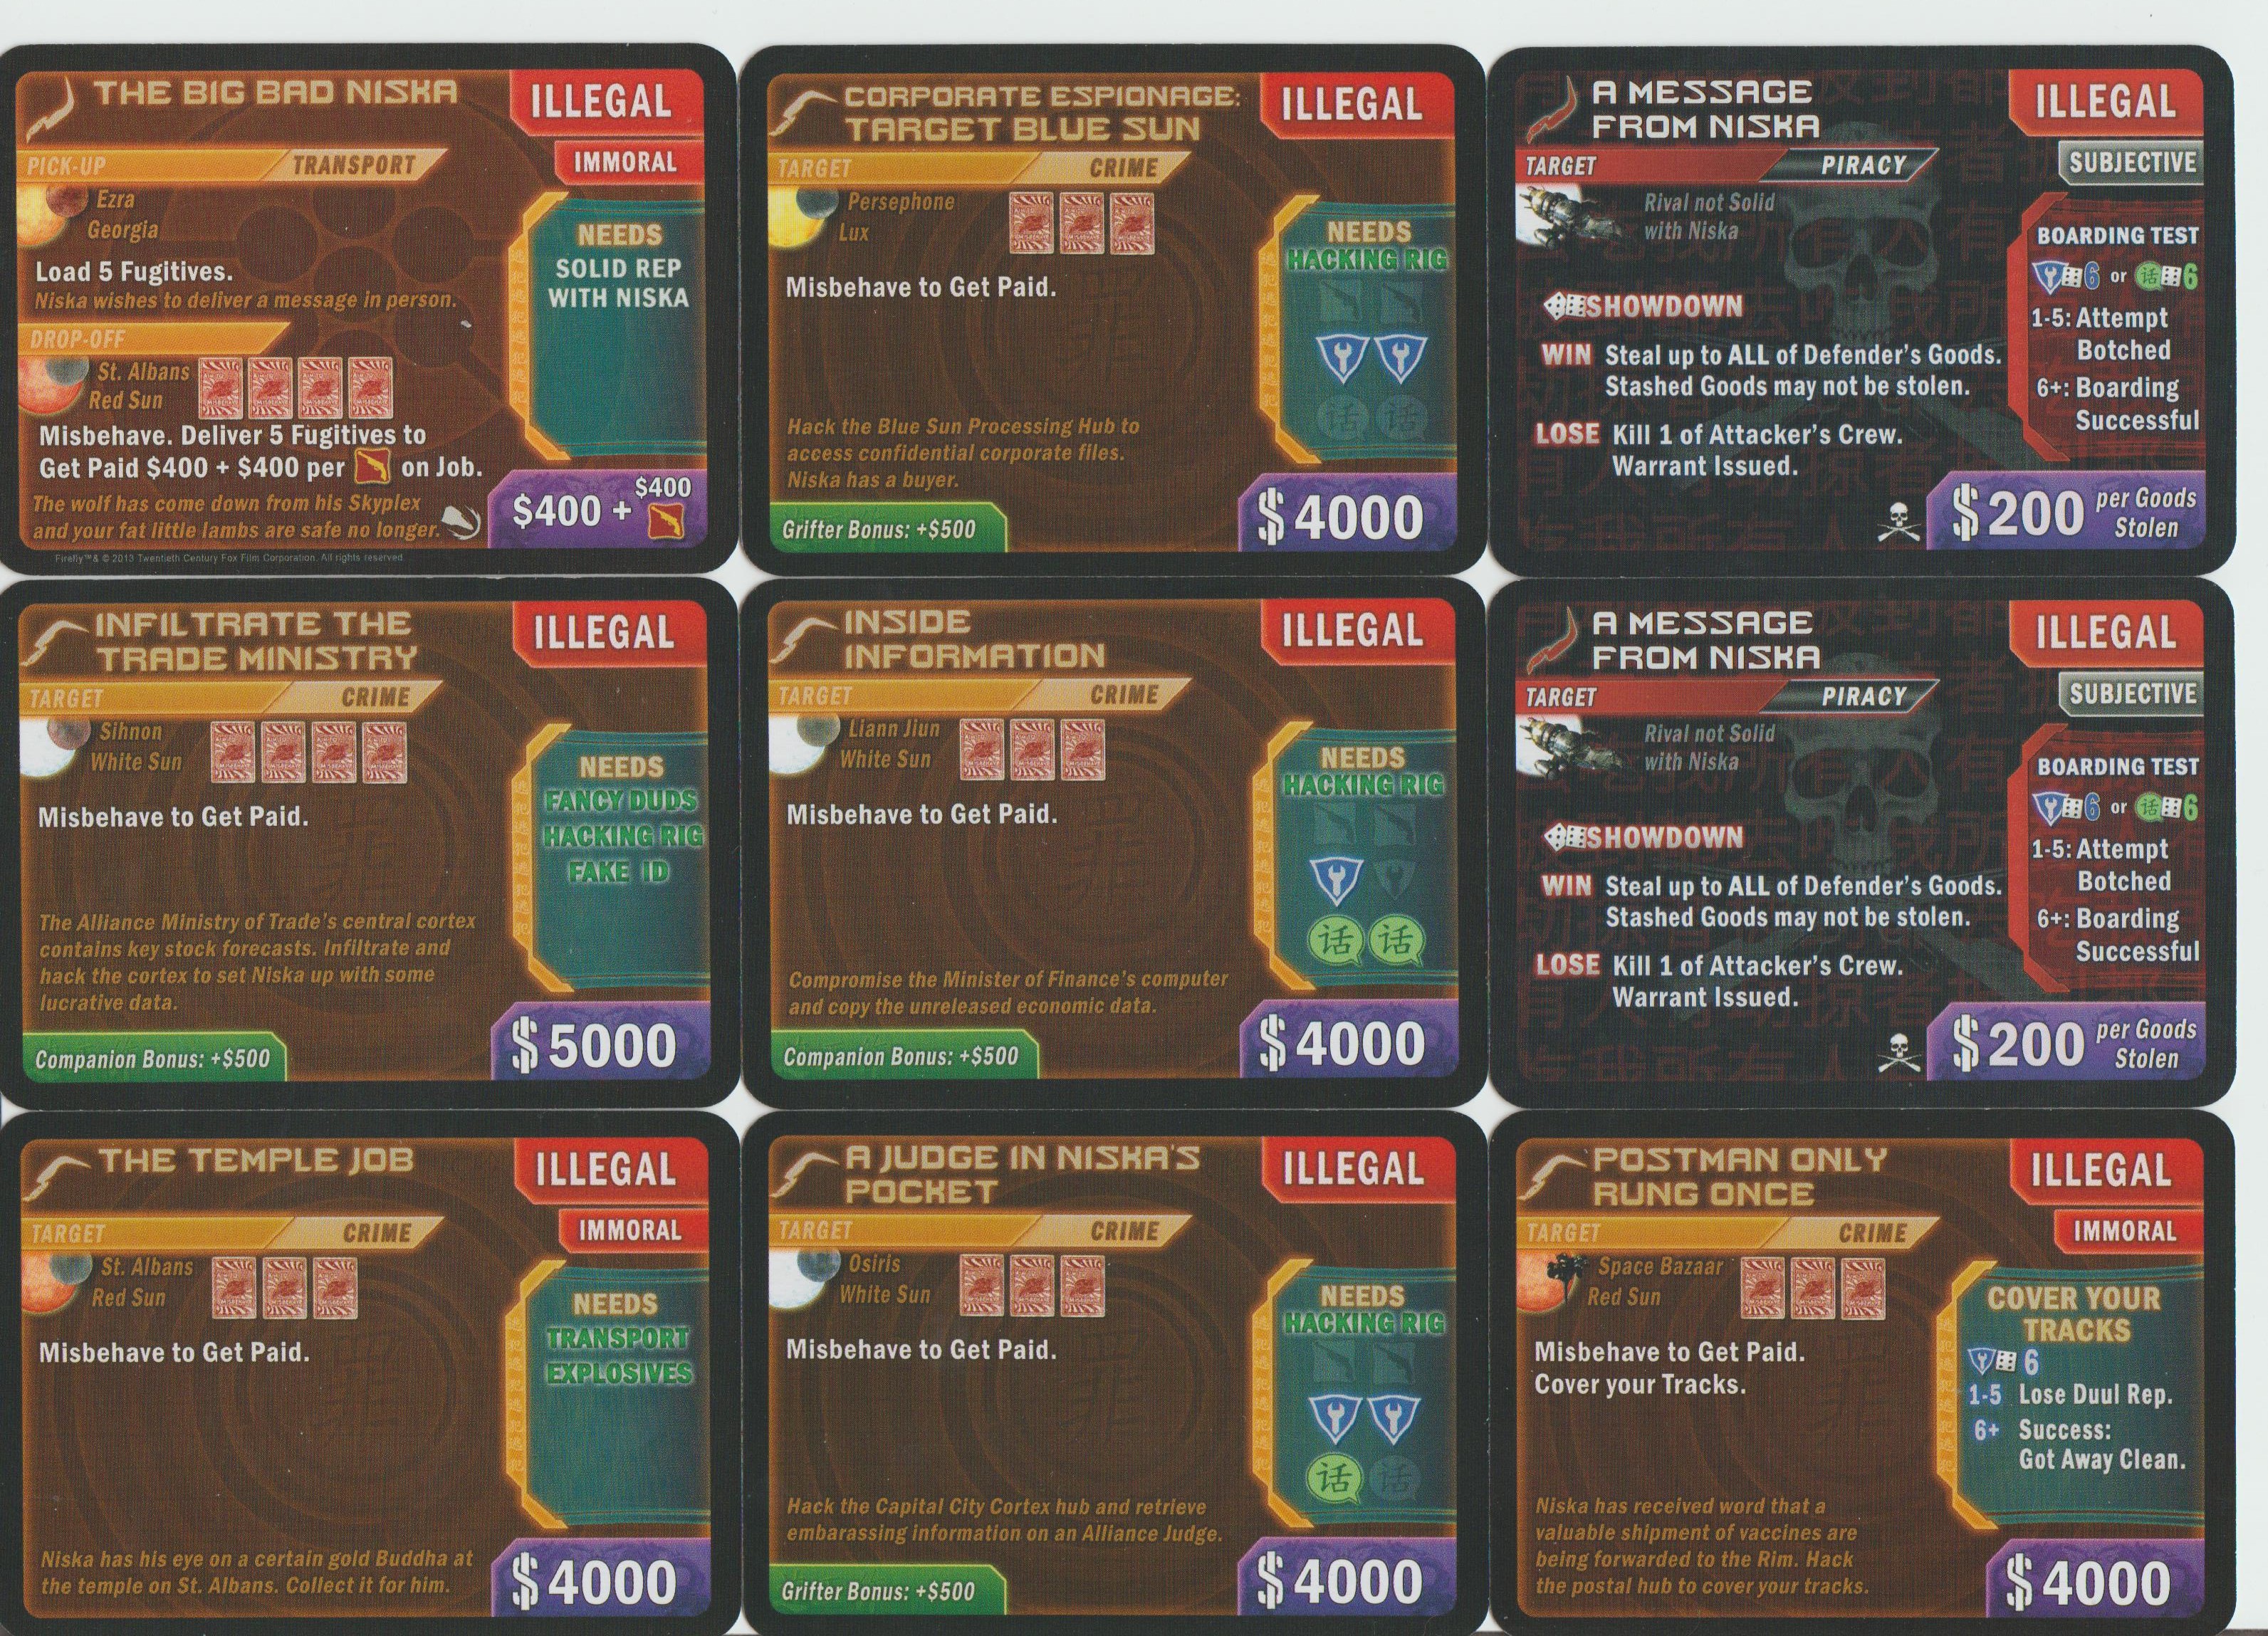 THE BIG BAD NISKA
ILLEGAL
PICK-UP TRANSPORT
IMMORAL
Ezra
Georgia
Load 5 Fugitives.
Niska wishes to deliver a message in person.
DROP-OFF
St. Albans
Red Sun
Misbehave. Deliver 5 Fugitives to
Get Paid $400 + $400 per on Job.
The wolf has come down from his Skyplex
and your fat little lambs are safe no longer.
NEEDS
SOLID REP
WITH NISKA
$400 + $400
Firefly™& © 2013 Twentieth Century Fox Film Corporation. All rights reserved.
CORPORATE ESPIONAGE:
TARGET BLUE SUN
ILLEGAL
TARGET CRIME
Persephone
Lux
Misbehave to Get Paid.
Hack the Blue Sun Processing Hub to
access confidential corporate files.
Niska has a buyer.
NEEDS
HACKING RIG
话 话
Grifter Bonus: +$500
$4000
A MESSAGE
FROM NISKA
ILLEGAL
TARGET PIRACY
SUBJECTIVE
Rival not Solid
with Niska
SHOWDOWN
WIN Steal up to ALL of Defender's Goods.
Stashed Goods may not be stolen.
LOSE Kill 1 of Attacker's Crew.
Warrant Issued.
BOARDING TEST
6 or 话 6
1-5: Attempt
Botched
6+: Boarding
Successful
$200 per Goods
Stolen
INFILTRATE THE
TRADE MINISTRY
ILLEGAL
TARGET CRIME
Sihnon
White Sun
Misbehave to Get Paid.
The Alliance Ministry of Trade's central cortex
contains key stock forecasts. Infiltrate and
hack the cortex to set Niska up with some
lucrative data.
NEEDS
FANCY DUDS
HACKING RIG
FAKE ID
Companion Bonus: +$500
$5000
INSIDE
INFORMATION
ILLEGAL
TARGET CRIME
Liann Jiun
White Sun
Misbehave to Get Paid.
Compromise the Minister of Finance's computer
and copy the unreleased economic data.
NEEDS
HACKING RIG
话 话
Companion Bonus: +$500
$4000
A MESSAGE
FROM NISKA
ILLEGAL
TARGET PIRACY
SUBJECTIVE
Rival not Solid
with Niska
SHOWDOWN
WIN Steal up to ALL of Defender's Goods.
Stashed Goods may not be stolen.
LOSE Kill 1 of Attacker's Crew.
Warrant Issued.
BOARDING TEST
6 or 话 6
1-5: Attempt
Botched
6+: Boarding
Successful
$200 per Goods
Stolen
THE TEMPLE JOB
ILLEGAL
TARGET CRIME
IMMORAL
St. Albans
Red Sun
Misbehave to Get Paid.
Niska has his eye on a certain gold Buddha at
the temple on St. Albans. Collect it for him.
NEEDS
TRANSPORT
EXPLOSIVES
$4000
A JUDGE IN NISKA'S
POCKET
ILLEGAL
TARGET CRIME
Osiris
White Sun
Misbehave to Get Paid.
Hack the Capital City Cortex hub and retrieve
embarassing information on an Alliance Judge.
NEEDS
HACKING RIG
话 话
Grifter Bonus: +$500
$4000
POSTMAN ONLY
RUNG ONCE
ILLEGAL
TARGET CRIME
IMMORAL
Space Bazaar
Red Sun
Misbehave to Get Paid.
Cover your Tracks.
Niska has received word that a
valuable shipment of vaccines are
being forwarded to the Rim. Hack
the postal hub to cover your tracks.
COVER YOUR
TRACKS
6
1-5 Lose Duul Rep.
6+ Success:
Got Away Clean.
$4000